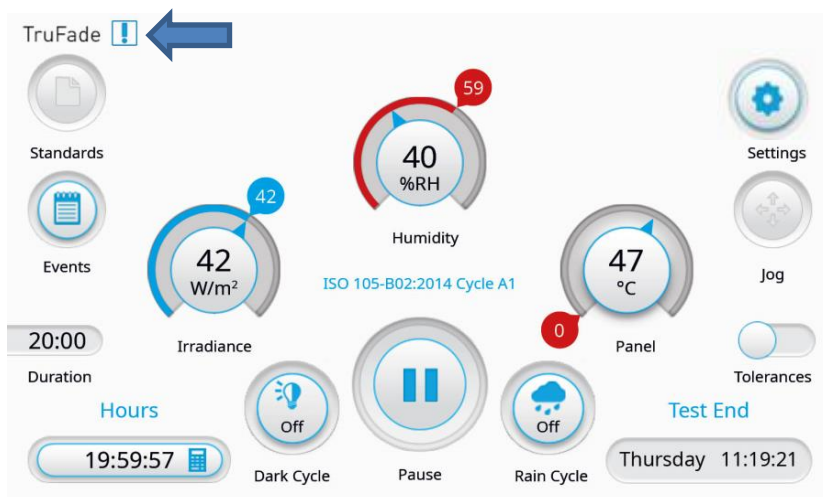 TruFade !
Standards
Events
20:00
Duration
Hours
19:59:57
42
42
W/m²
Irradiance
59
40
%RH
Humidity
ISO 105-B02:2014 Cycle A1
0
47
°C
Panel
Off
Dark Cycle
Pause
Off
Rain Cycle
Settings
Jog
Tolerances
Test End
Thursday 11:19:21